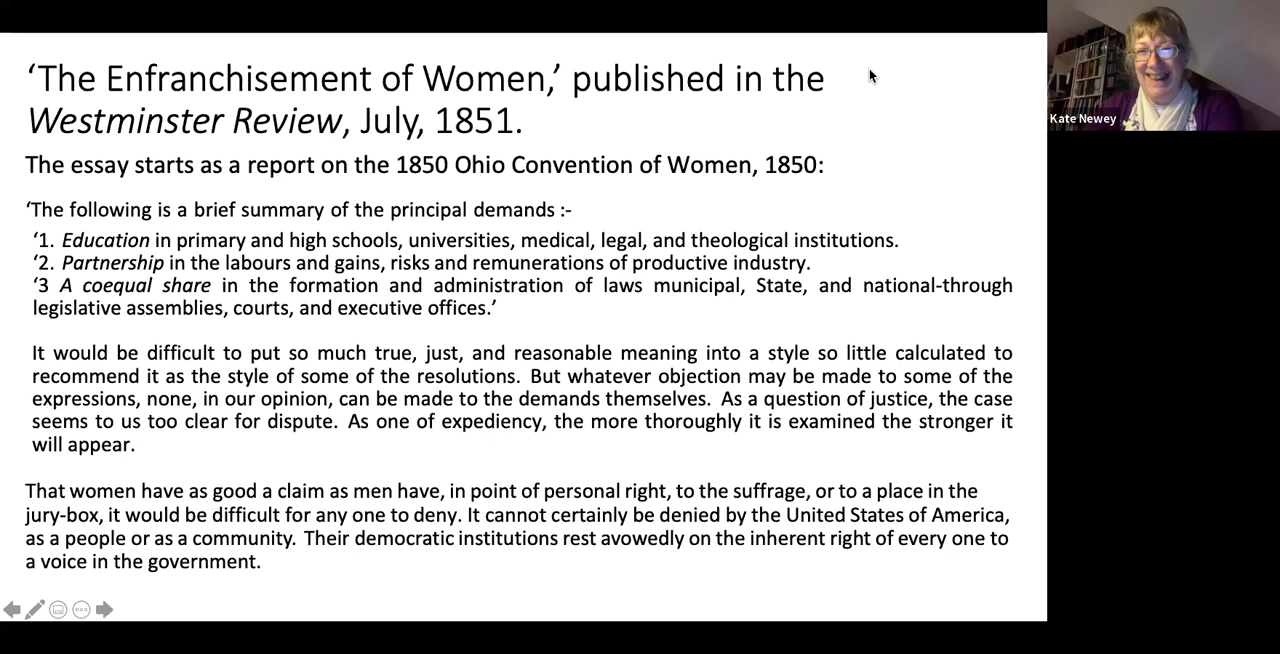 ‘The Enfranchisement of Women,’ published in the
Westminster Review, July, 1851.
The essay starts as a report on the 1850 Ohio Convention of Women, 1850:
‘The following is a brief summary of the principal demands :-
‘1. Education in primary and high schools, universities, medical, legal, and theological institutions.
‘2. Partnership in the labours and gains, risks and remunerations of productive industry.
‘3 A coequal share in the formation and administration of laws municipal, State, and national-through
legislative assemblies, courts, and executive offices.’
It would be difficult to put so much true, just, and reasonable meaning into a style so little calculated to
recommend it as the style of some of the resolutions. But whatever objection may be made to some of the
expressions, none, in our opinion, can be made to the demands themselves. As a question of justice, the case
seems to us too clear for dispute. As one of expediency, the more thoroughly it is examined the stronger it
will appear.
That women have as good a claim as men have, in point of personal right, to the suffrage, or to a place in the
jury-box, it would be difficult for any one to deny. It cannot certainly be denied by the United States of America,
as a people or as a community. Their democratic institutions rest avowedly on the inherent right of every one to
a voice in the government.
Kate Newey